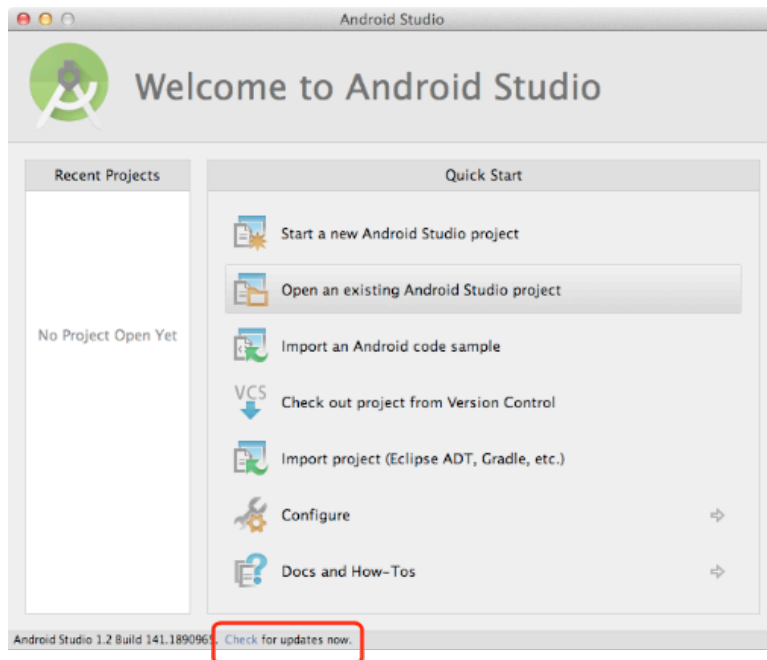 Android Studio
Welcome to Android Studio
Recent Projects
Quick Start
Start a new Android Studio project
Open an existing Android Studio project
No Project Open Yet
Import an Android code sample
VCS
Check out project from Version Control
Import project (Eclipse ADT, Gradle, etc.)
Configure
Docs and How-Tos
Android Studio 1.2 Build 141.1890965. Check for updates now.